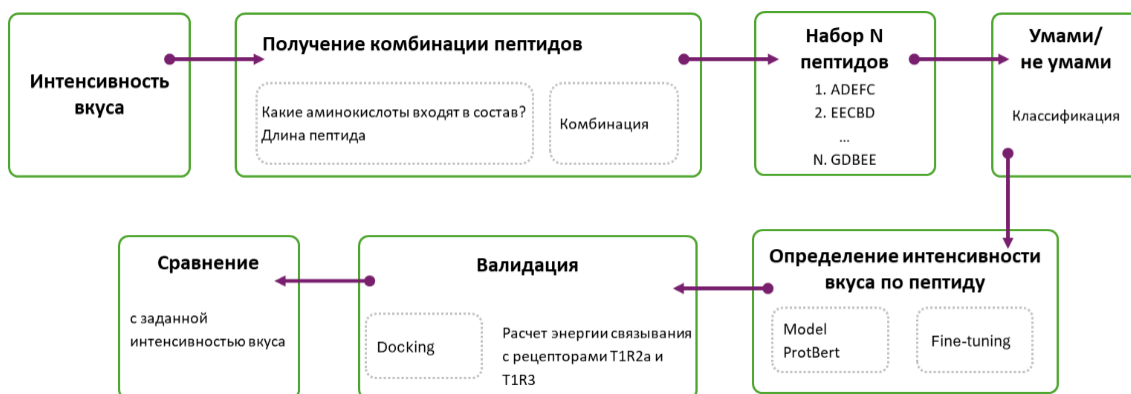 Интенсивность
вкуса
Получение комбинации пептидов
Какие аминокислоты входят в состав?
Длина пептида
Комбинация
Набор N
пептидов
1. ADEFC
2. EECBD
...
N. GDBEE
Умами/
не умами
Классификация
Определение интенсивности
вкуса по пептиду
Model
ProtBert
Fine-tuning
Валидация
Docking
Расчет энергии связывания
с рецепторами T1R2a и
T1R3
Сравнение
с заданной
интенсивностью вкуса